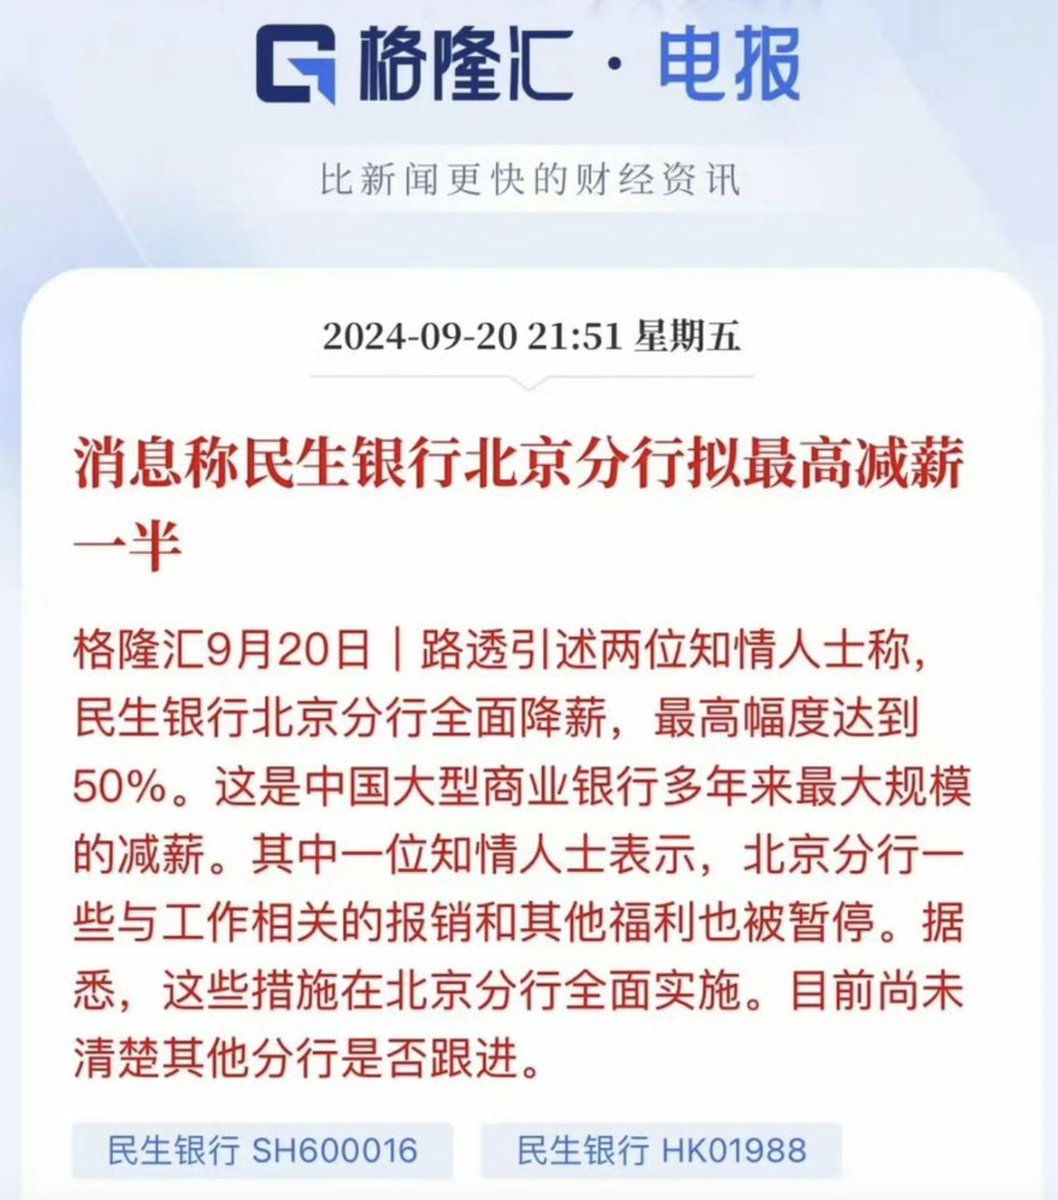 格隆汇·电报
比新闻更快的财经资讯
2024-09-20 21:51 星期五
消息称民生银行北京分行拟最高减薪
一半
格隆汇9月20日｜路透引述两位知情人士称，
民生银行北京分行全面降薪，最高幅度达到
50%。这是中国大型商业银行多年来最大规模
的减薪。其中一位知情人士表示，北京分行一
些与工作相关的报销和其他福利也被暂停。据
悉，这些措施在北京分行全面实施。目前尚未
清楚其他分行是否跟进。
民生银行 SH600016 民生银行 HK01988